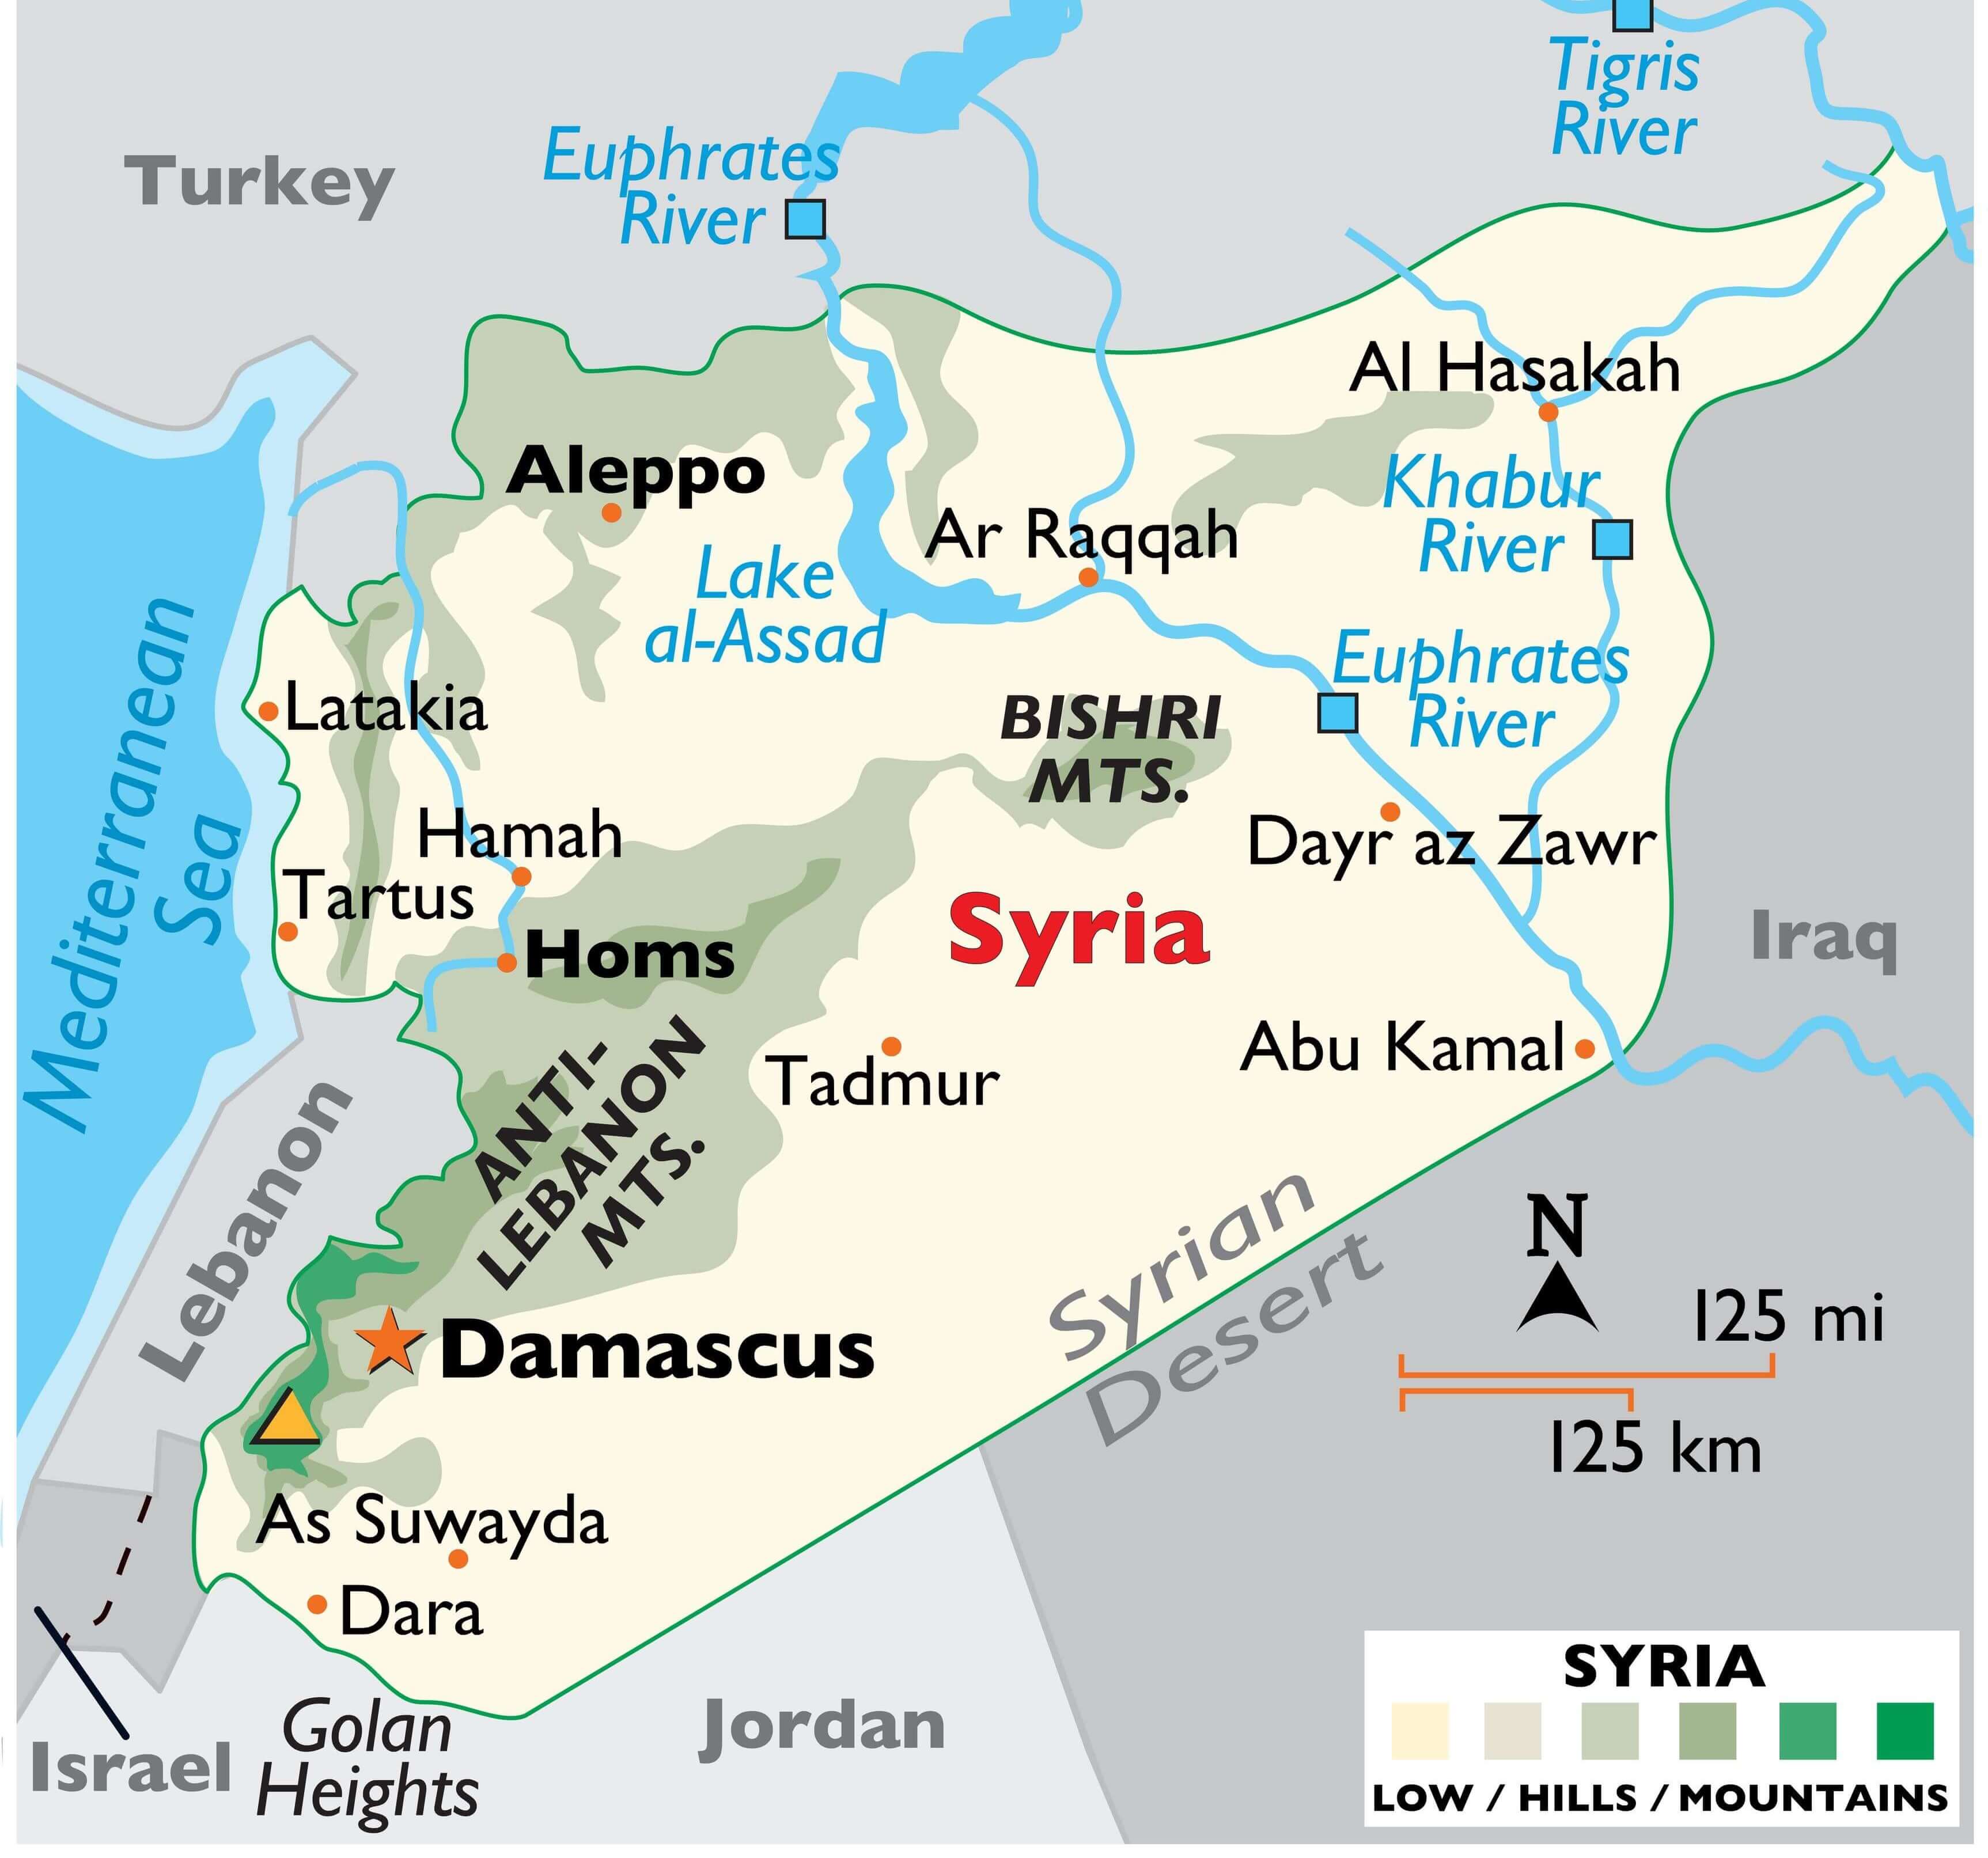 Tigris
River
Turkey
Euphrates
River
Al Hasakah
Aleppo
Khabur
River
Ar Raqqah
Lake
al-Assad
Mediterranean
Sea
Euphrates
River
Latakia
BISHRI
MTS.
Hamah
Dayr az Zawr
Tartus
Syria
Homs
Iraq
Abu Kamal
Tadmur
ANTI-
LEBANON
MTS.
Lebanon
Syrian
Desert
N
125 mi
125 km
Damascus
As Suwayda
Dara
Golan
Heights
Israel
Jordan
SYRIA
LOW / HILLS / MOUNTAINS